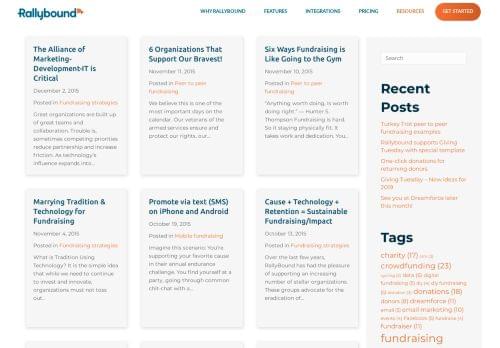 Rallybound
WHY RALLYBOUND
FEATURES
INTEGRATIONS
PRICING
RESOURCES
GET STARTED
The Alliance of
Marketing-
Development-IT is
Critical
December 2, 2015
Posted in Fundraising strategies
Great organizations are built up
of great teams and
collaboration. Trouble is,
sometimes competing priorities
reduce partnership and increase
friction. As technology's
influence expands into...
6 Organizations That
Support Our Bravest!
November 11, 2015
Posted in Peer to peer
fundraising
We believe this is one of the
most important days on the
calendar. Our veterans of the
armed services ensure and
protect our rights, our...
Six Ways Fundraising is
Like Going to the Gym
November 10, 2015
Posted in Peer to peer
fundraising
"Anything worth doing, is worth
doing right." — Hunter S.
Thompson Fundraising is hard.
So it staying physically fit. It
takes work and dedication. You...
Marrying Tradition &
Technology for
Fundraising
November 4, 2015
Posted in Fundraising strategies
What is Tradition Using
Technology? It is the simple idea
that while we need to continue
to invest and innovate,
organizations must not toss
out...
Promote via text (SMS)
on iPhone and Android
October 19, 2015
Posted in Mobile fundraising
Imagine this scenario: You're
supporting your favorite cause
in their annual endurance
challenge. You find yourself at a
party, going through common
chit-chat with a...
Cause + Technology +
Retention = Sustainable
Fundraising/Impact
October 13, 2015
Posted in Fundraising strategies
Over the last few years,
RallyBound has had the pleasure
of supporting an increasing
number of stellar organizations.
These groups advocate for the
eradication of...
Search
Recent
Posts
Turkey Trot peer to peer
fundraising examples
Rallybound supports Giving
Tuesday with special template
One-click donations for
returning donors
Giving Tuesday – New ideas for
2019
See you at Dreamforce later
this month!
Tags
charity (17)
crowdfunding (23)
cycling (3) data (5) digital
fundraising (5) diy (4) diy fundraising
(5) donation (3) donations (18)
donors (8) dreamforce (11)
email (5) email marketing (10)
events (4) Facebook (5) fundraise (4)
fundraiser (11)
fundraising